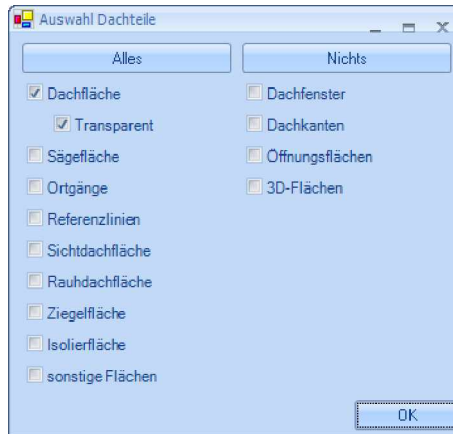 Auswahl Dachteile
Alles
Nichts
Dachfläche
Transparent
Sägefläche
Ortgänge
Referenzlinien
Sichtdachfläche
Rauhdachfläche
Ziegelfläche
Isolierfläche
sonstige Flächen
Dachfenster
Dachkanten
Öffnungsflächen
3D-Flächen
OK